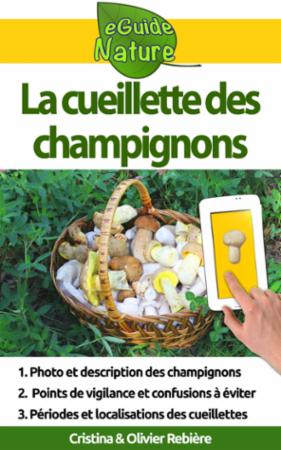 eGuide
Nature
La cueillette des
champignons
1. Photo et description des champignons
2. Points de vigilance et confusions à éviter
3. Périodes et localisations des cueillettes
Cristina & Olivier Rebière